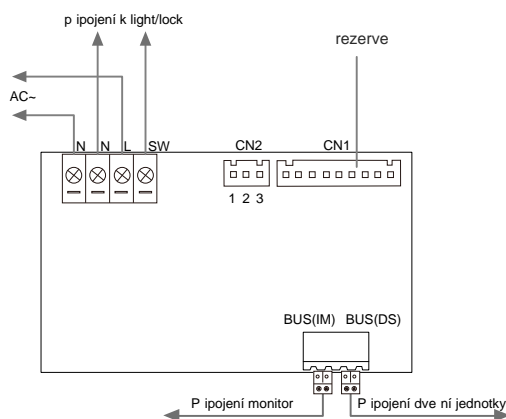 p ipojení k light/lock
rezerve
AC~
N N L SW
CN2 CN1
1 2 3
BUS(IM) BUS(DS)
P ipojení monitor P ipojení dve ní jednotky